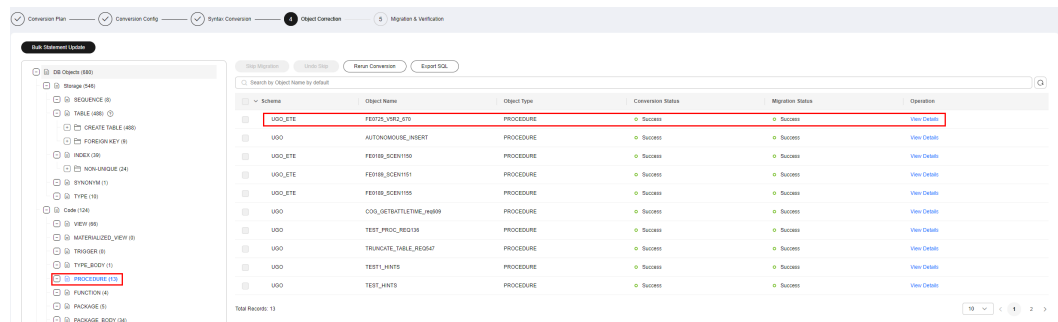 Conversion Plan Conversion Config Syntax Conversion 4 Object Correction 5 Migration & Verification
Bulk Statement Update
DB Objects (680)
Storage (546)
SEQUENCE (8)
TABLE (488)
CREATE TABLE (488)
FOREIGN KEY (8)
INDEX (39)
NON-UNIQUE (24)
SYNONYM (1)
TYPE (10)
Code (124)
VIEW (66)
MATERIALIZED_VIEW (0)
TRIGGER (8)
TYPE_BODY (1)
PROCEDURE (13)
FUNCTION (4)
PACKAGE (5)
PACKAGE_BODY (34)
Skip Migration Undo Skip Rerun Conversion Export SQL
Search by Object Name by default.
Schema Object Name Object Type Conversion Status Migration Status Operation
UGO_ETE FE0725_V5R2_670 PROCEDURE Success Success View Details
UGO AUTONOMOUSE_INSERT PROCEDURE Success Success View Details
UGO_ETE FE0189_SCEN1150 PROCEDURE Success Success View Details
UGO_ETE FE0189_SCEN1151 PROCEDURE Success Success View Details
UGO_ETE FE0189_SCEN1155 PROCEDURE Success Success View Details
UGO COG_GETBATTLETIME_req609 PROCEDURE Success Success View Details
UGO TEST_PROC_REQ136 PROCEDURE Success Success View Details
UGO TRUNCATE_TABLE_REQ547 PROCEDURE Success Success View Details
UGO TEST1_HINTS PROCEDURE Success Success View Details
UGO TEST_HINTS PROCEDURE Success Success View Details
Total Records: 13
10 1 2